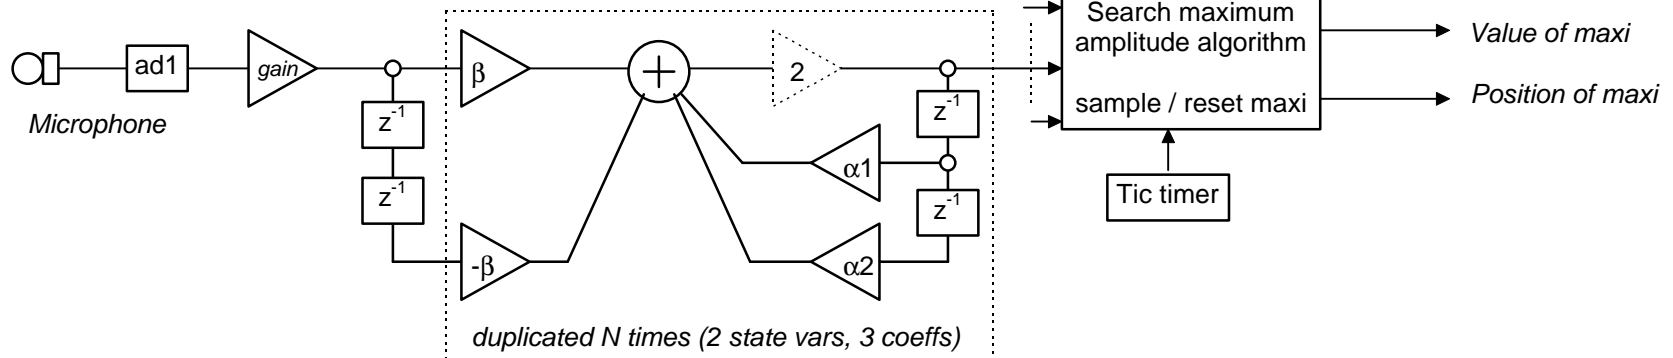 Search maximum
amplitude algorithm
sample / reset maxi
Value of maxi
Position of maxi
Tic timer
Microphone
ad1
gain
z-1
z-1
β
-β
+
2
z-1
z-1
α1
α2
duplicated N times (2 state vars, 3 coeffs)